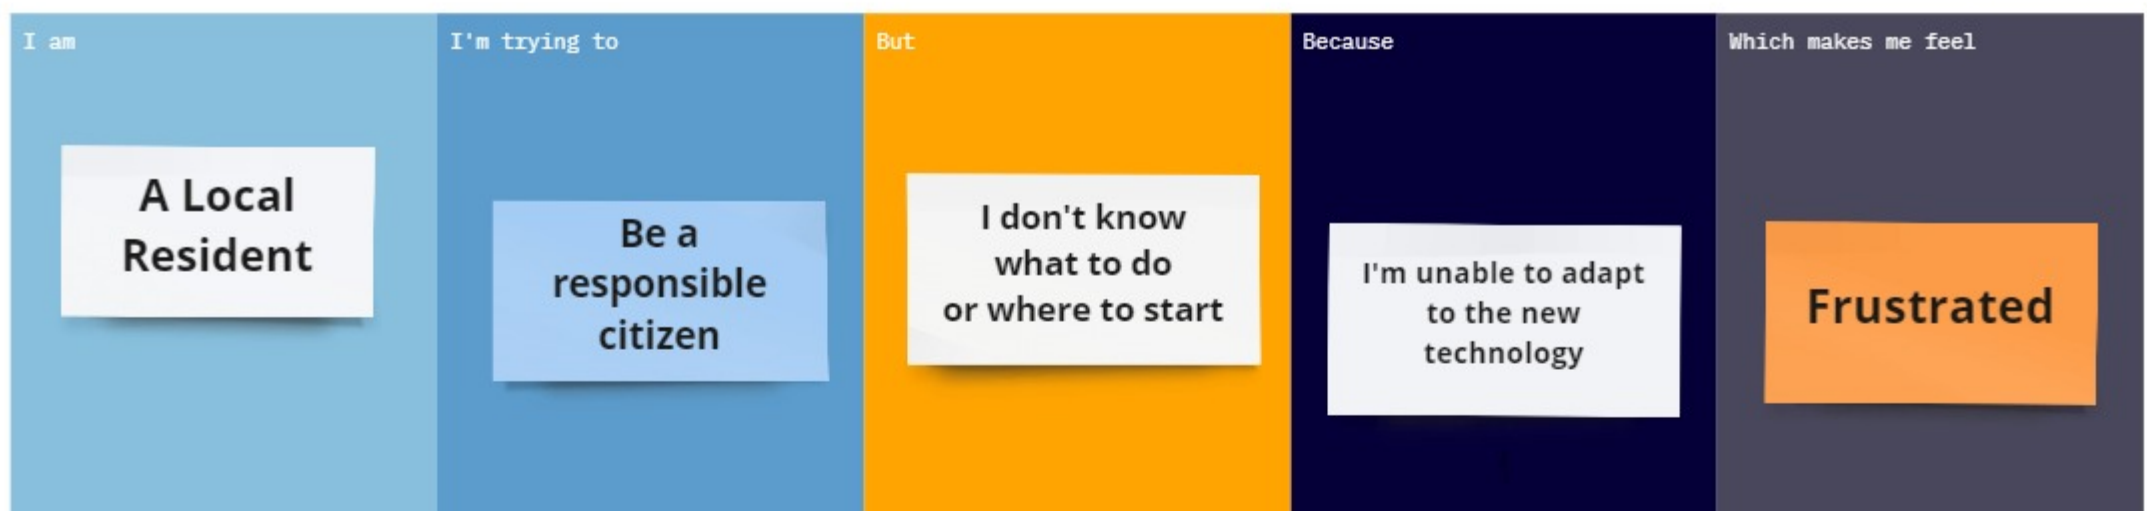 I am
A Local
Resident
I'm trying to
Be a
responsible
citizen
But
I don't know
what to do
or where to start
Because
I'm unable to adapt
to the new
technology
Which makes me feel
Frustrated